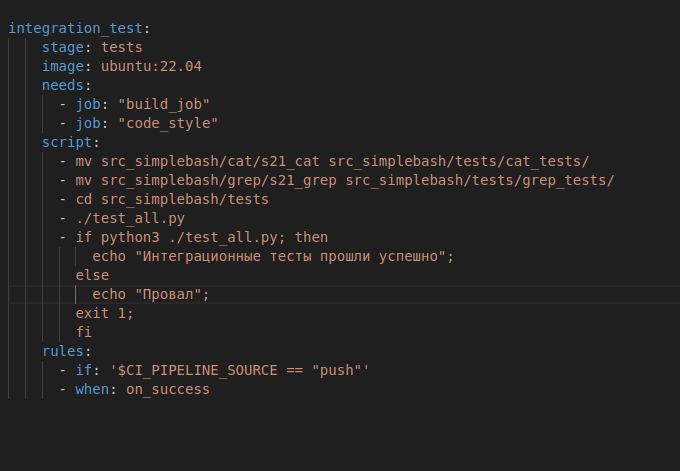 integration_test:
    stage: tests
    image: ubuntu:22.04
    needs:
      - job: "build_job"
      - job: "code_style"
    script:
      - mv src_simplebash/cat/s21_cat src_simplebash/tests/cat_tests/
      - mv src_simplebash/grep/s21_grep src_simplebash/tests/grep_tests/
      - cd src_simplebash/tests
      - ./test_all.py
      - if python3 ./test_all.py; then
          echo "Интеграционные тесты прошли успешно";
        else
          echo "Провал";
        exit 1;
        fi
    rules:
      - if: '$CI_PIPELINE_SOURCE == "push"'
      - when: on_success